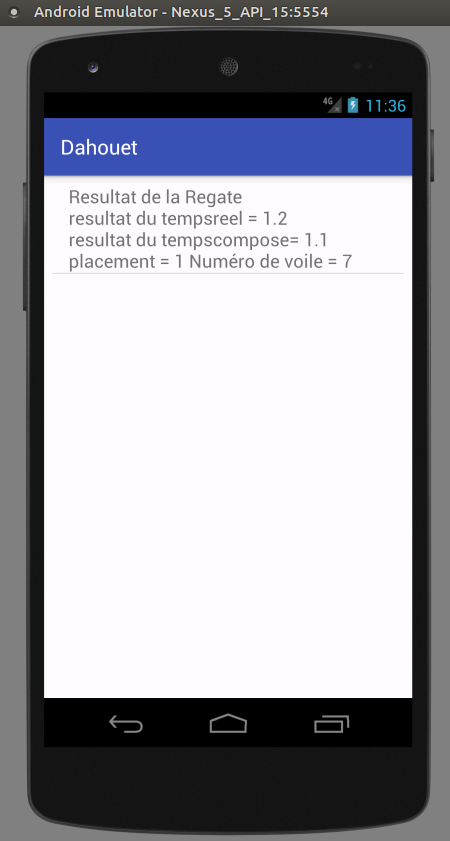 Android Emulator - Nexus_5_API_15:5554
4G 11:36
Dahouet
Resultat de la Regate
resultat du tempsreel = 1.2
resultat du tempscompose= 1.1
placement = 1 Numéro de voile = 7